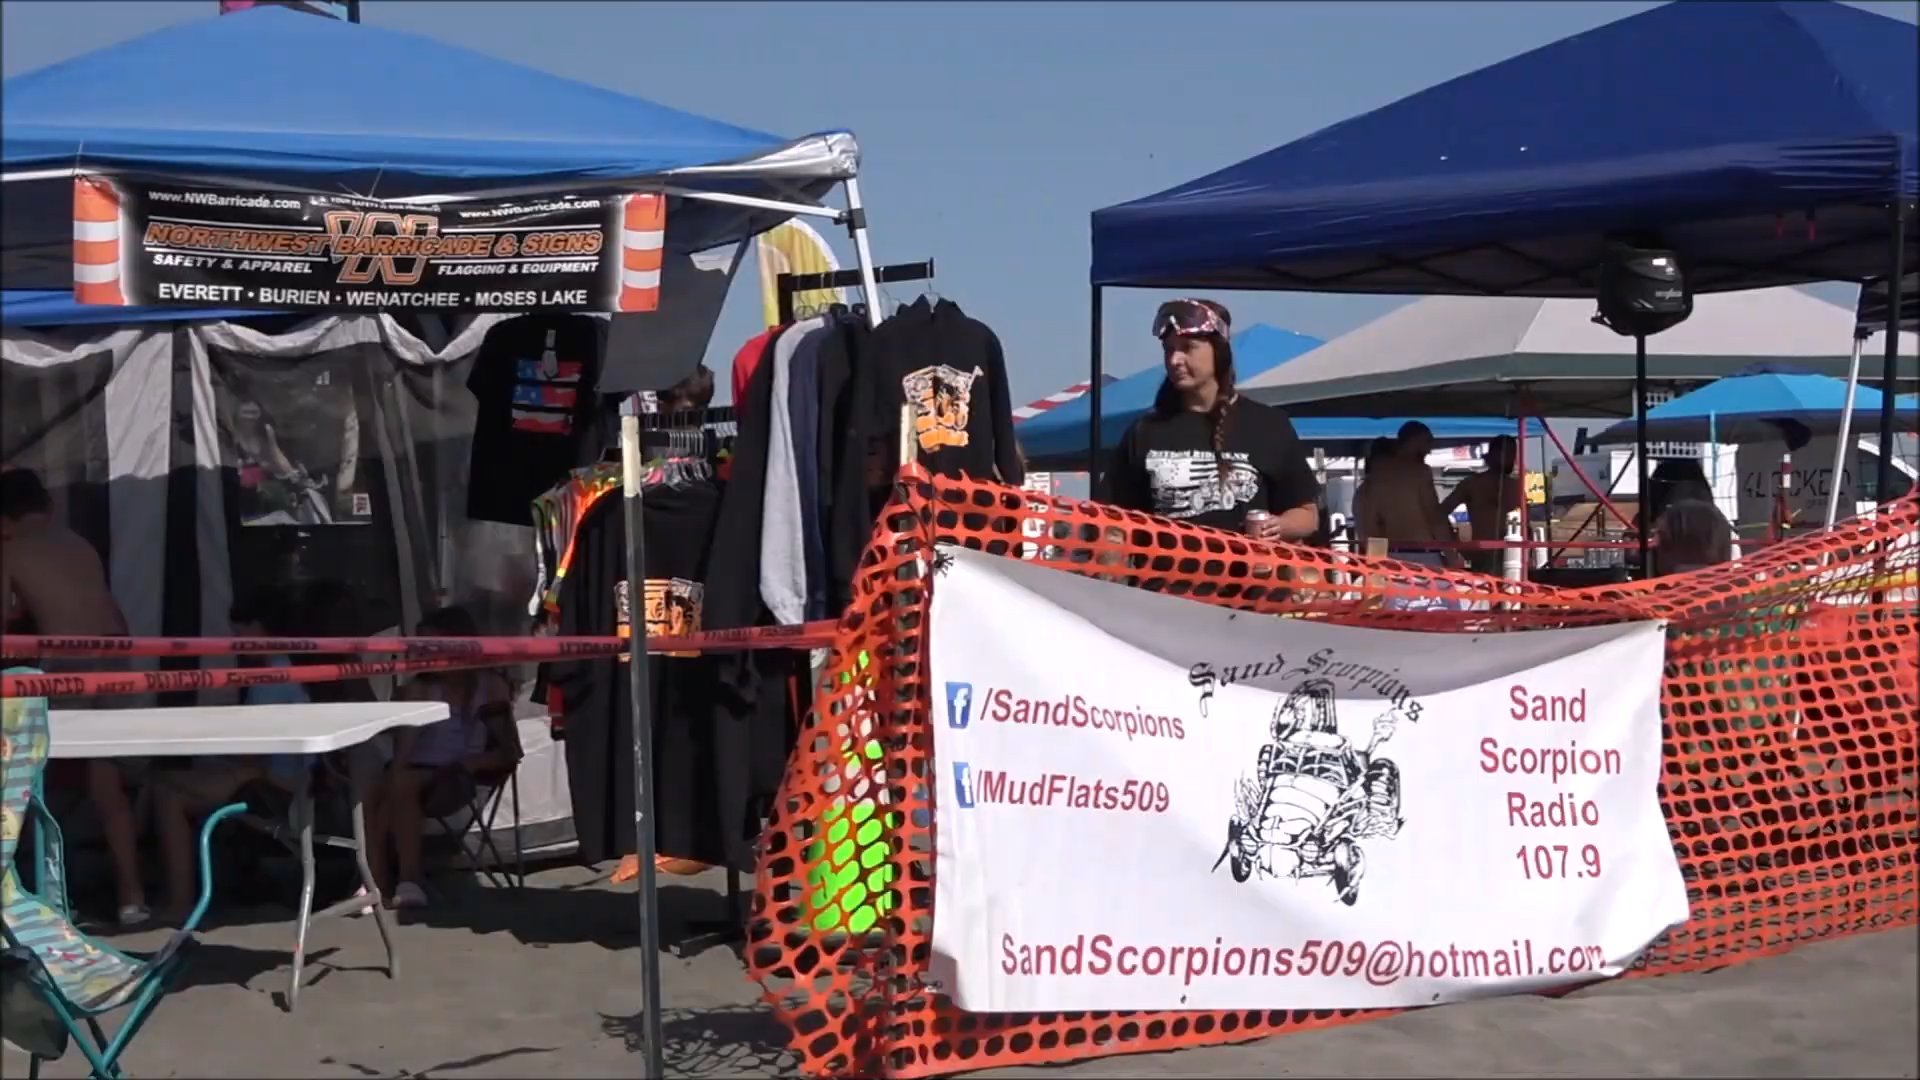 www.NWBarricade.com
www.NWBarricade.com
NORTHWEST BARRICADE & SIGNS
SAFETY & APPAREL
FLAGGING & EQUIPMENT
EVERETT • BURIEN • WENATCHEE • MOSES LAKE
DANGER PELIGRO
Sand Scorpions
f /SandScorpions
f /MudFlats509
Sand
Scorpion
Radio
107.9
SandScorpions509@hotmail.com